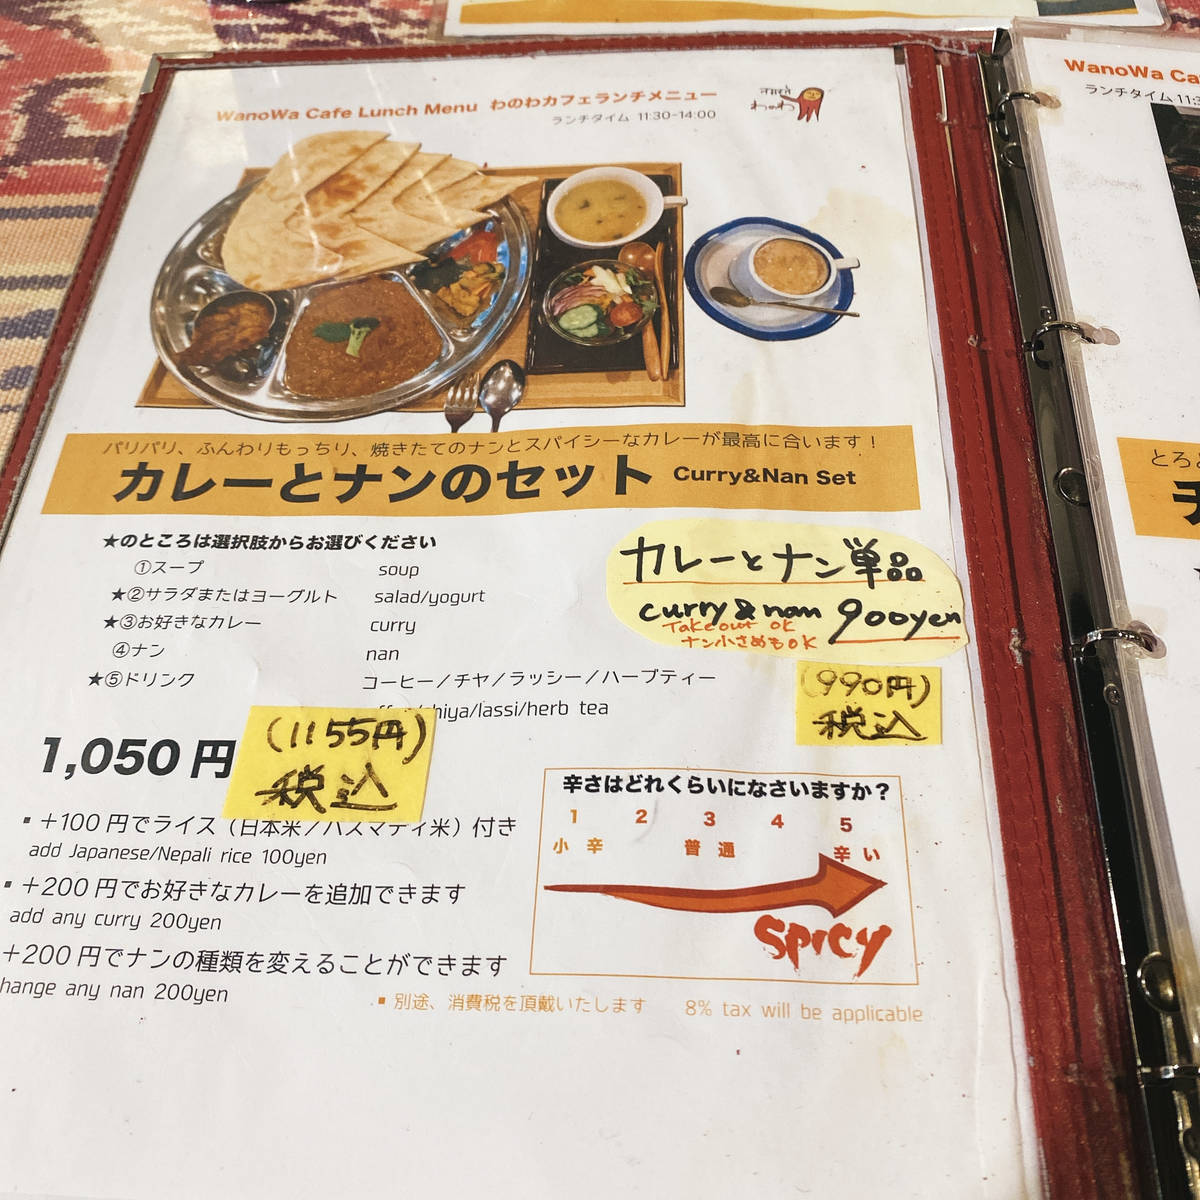 WanoWa Cafe Lunch Menu わのわカフェランチメニュー
ランチタイム 11:30-14:00
わのわ
パリパリ、ふんわりもっちり、焼きたてのナンとスパイシーなカレーが最高に合います！
カレーとナンのセット Curry&Nan Set
★のところは選択肢からお選びください
①スープ soup
★②サラダまたはヨーグルト salad/yogurt
★③お好きなカレー curry
④ナン nan
★⑤ドリンク コーヒー／チヤ／ラッシー／ハーブティー
/lassi/herb tea
カレーとナン単品
curry & nan 900yen
Takeout OK
ナン小さめもOK
(990円)
税込
1,050円
(1155円)
税込
▪ ＋100円でライス（日本米／バスマティ米）付き
add Japanese/Nepali rice 100yen
▪ ＋200円でお好きなカレーを追加できます
add any curry 200yen
＋200円でナンの種類を変えることができます
hange any nan 200yen
辛さはどれくらいになさいますか？
1 2 3 4 5
小辛 普通 辛い
SPICY
▪ 別途、消費税を頂戴いたします 8% tax will be applicable
WanoWa Ca
ランチタイム 11:3
とろ
チ